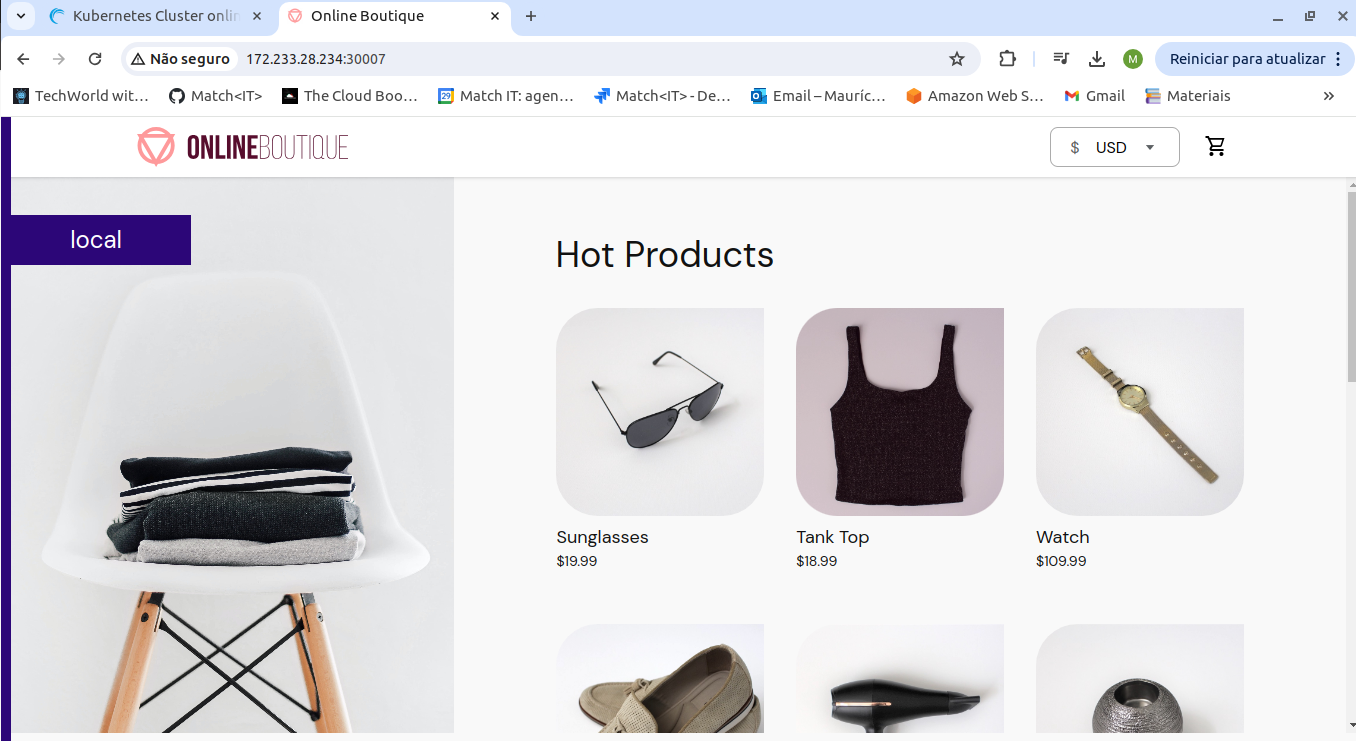 Kubernetes Cluster onlin
Online Boutique
Não seguro
172.233.28.234:30007
M
Reiniciar para atualizar
TechWorld wit…
Match<IT>
The Cloud Boo…
Match IT: agen…
Match<IT> - De…
Email – Mauríc…
Amazon Web S…
Gmail
Materiais
»
ONLINEBOUTIQUE
$ USD
local
Hot Products
Sunglasses
$19.99
Tank Top
$18.99
Watch
$109.99